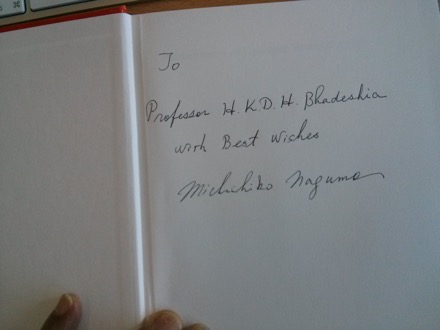 To
Professor H.K.D.H. Bhadeshia
with Best Wishes
Michihiko Nagumo